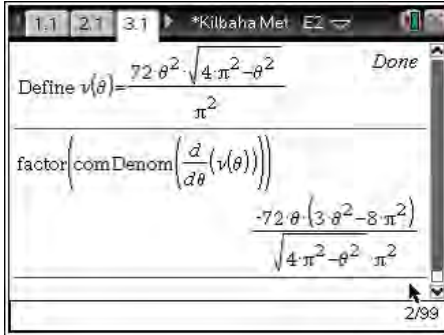 1.1 2.1 3.1 *Kilbaha Met E2
Define v(θ)=72·θ²·√(4·π²−θ²)/π² Done
factor(comDenom(d/dθ(v(θ))))
-72·θ·(3·θ²−8·π²)/(√(4·π²−θ²)·π²)
2/99